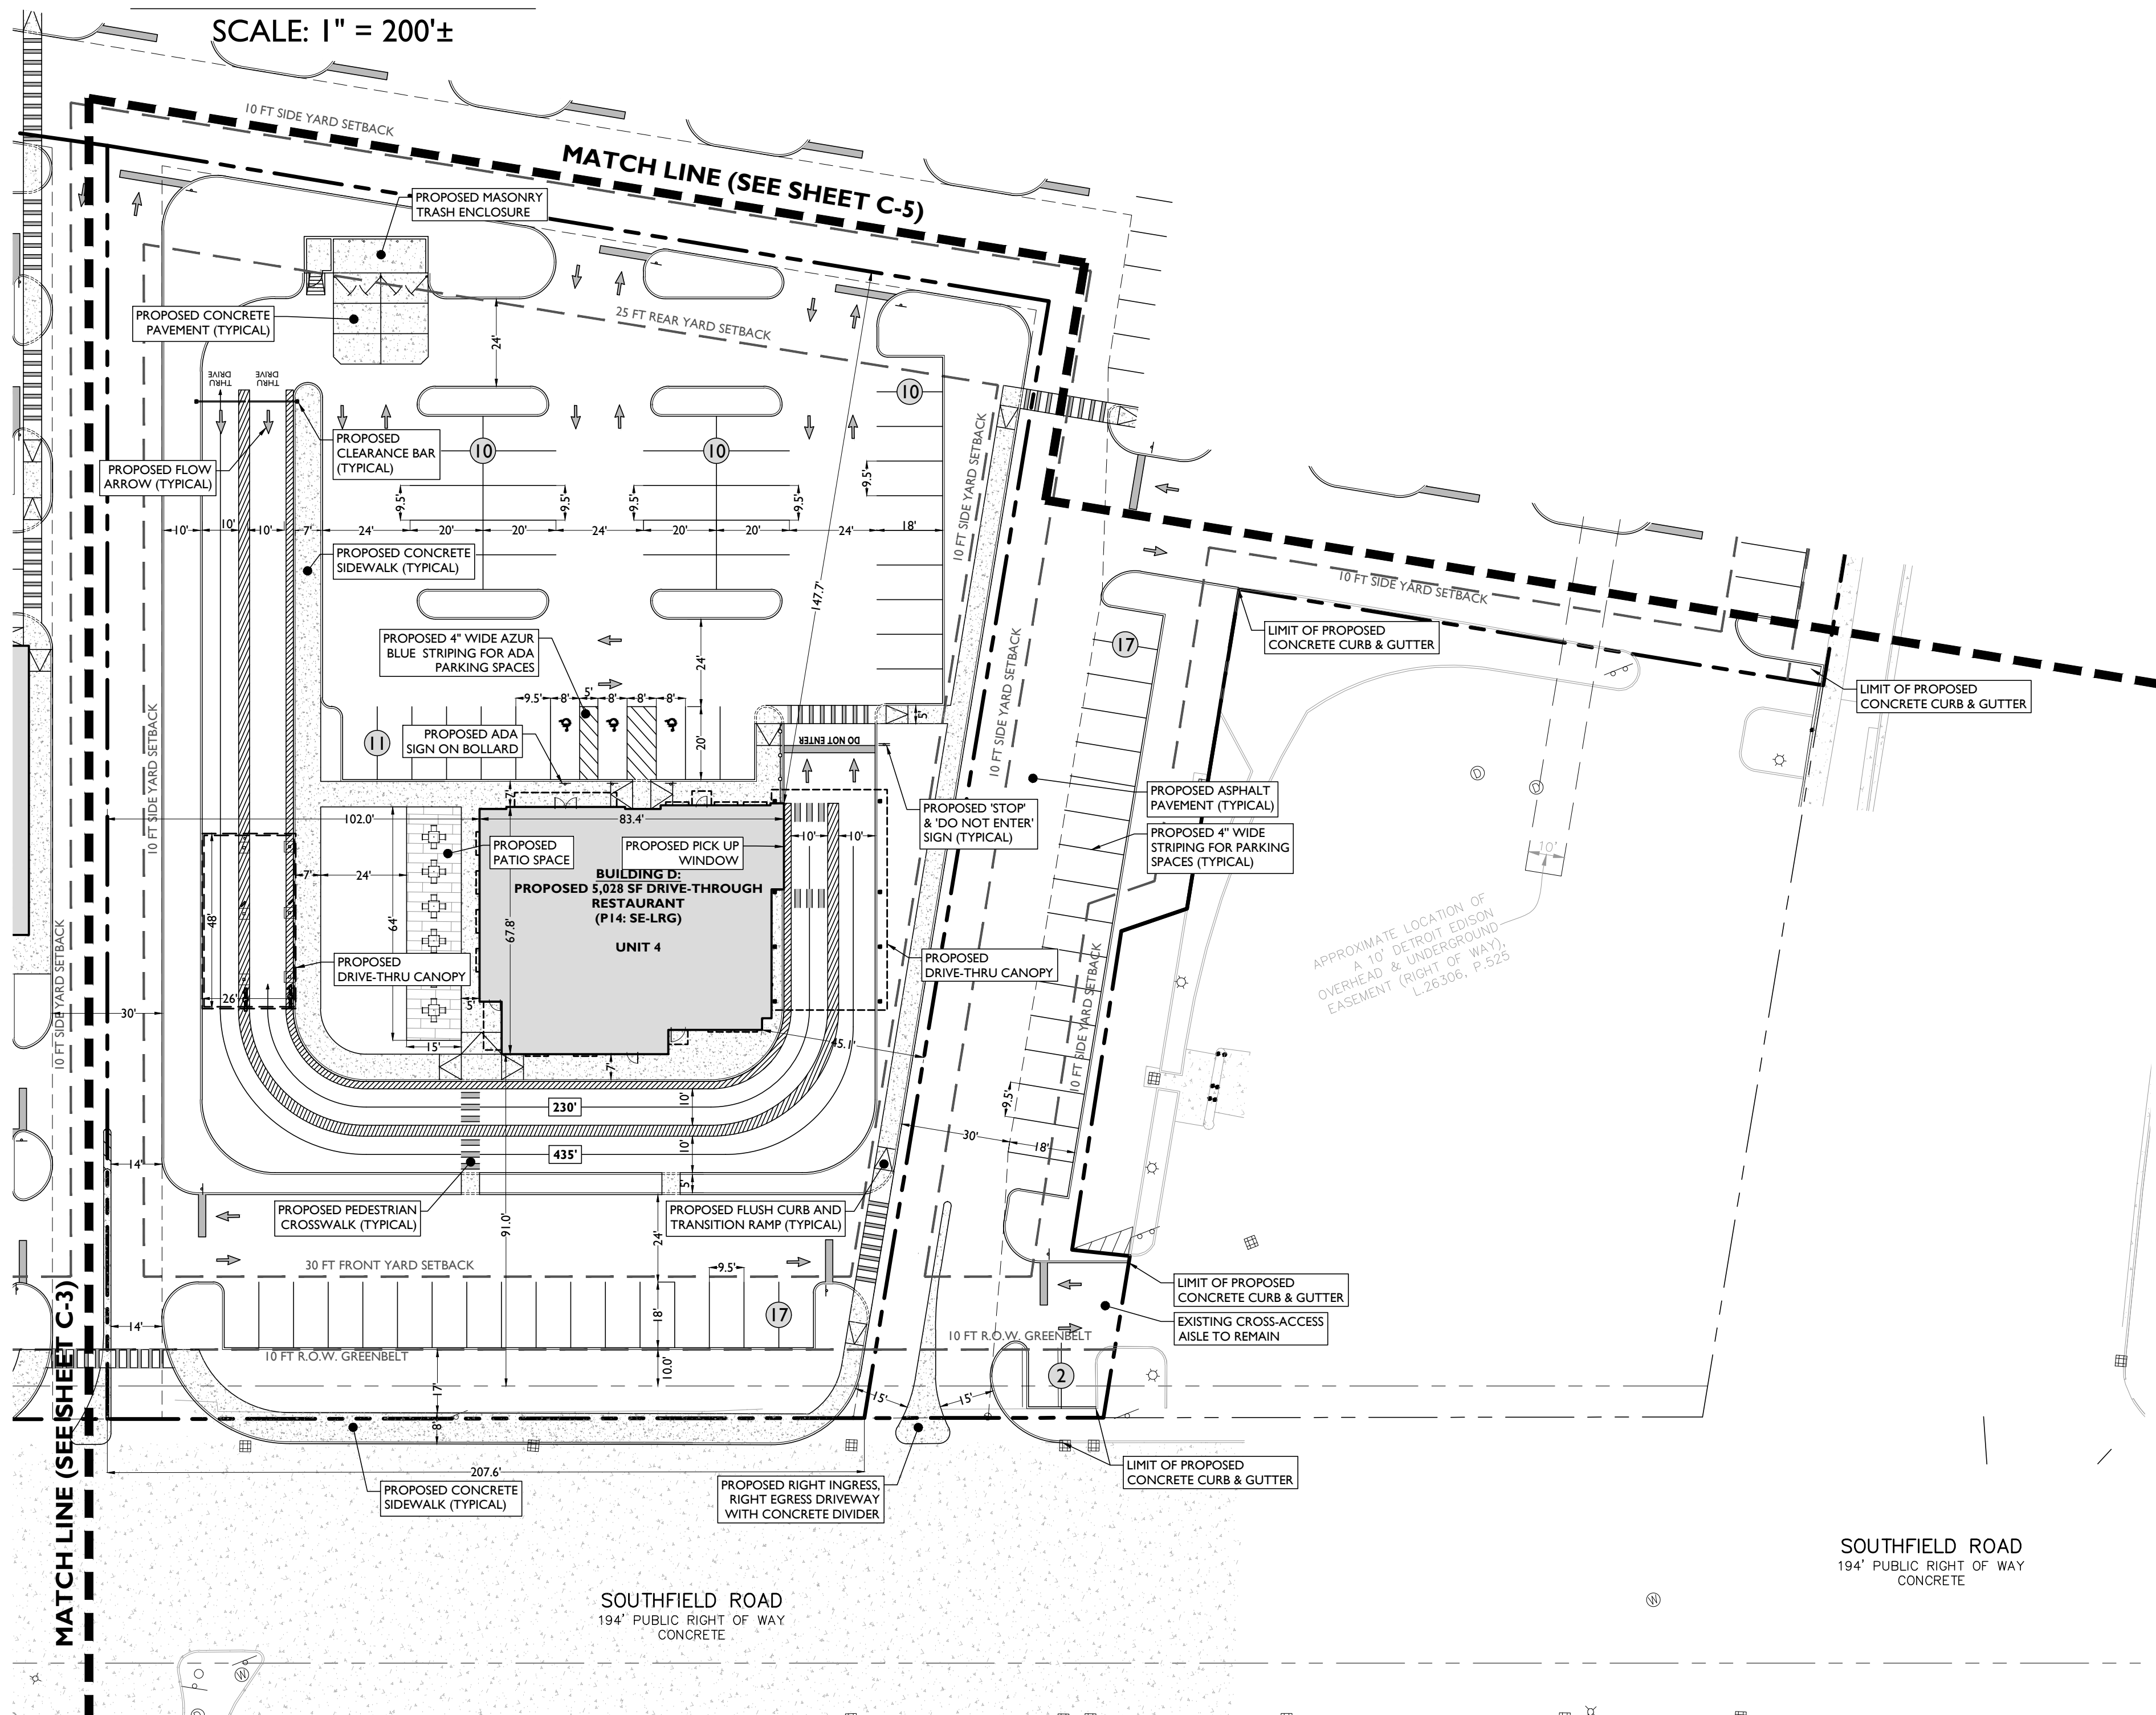 SCALE: 1" = 200'±
10 FT SIDE YARD SETBACK
MATCH LINE (SEE SHEET C-5)
PROPOSED MASONRY
TRASH ENCLOSURE
PROPOSED CONCRETE
PAVEMENT (TYPICAL)
25 FT REAR YARD SETBACK
24'
DRIVE
THRU
DRIVE
THRU
10
PROPOSED
CLEARANCE BAR
(TYPICAL)
10
10
PROPOSED FLOW
ARROW (TYPICAL)
9.5'
9.5'
9.5'
9.5'
9.5'
10'
10'
10'
7'
24'
20'
20'
24'
20'
20'
24'
18'
10 FT SIDE YARD SETBACK
PROPOSED CONCRETE
SIDEWALK (TYPICAL)
147.7'
10 FT SIDE YARD SETBACK
PROPOSED 4" WIDE AZUR
BLUE STRIPING FOR ADA
PARKING SPACES
24'
17
LIMIT OF PROPOSED
CONCRETE CURB & GUTTER
LIMIT OF PROPOSED
CONCRETE CURB & GUTTER
9.5'
8'
5'
8'
8'
8'
10 FT SIDE YARD SETBACK
11
PROPOSED ADA
SIGN ON BOLLARD
20'
5'
DO NOT ENTER
10 FT SIDE YARD SETBACK
D
D
PROPOSED ASPHALT
PAVEMENT (TYPICAL)
PROPOSED 'STOP'
& 'DO NOT ENTER'
SIGN (TYPICAL)
PROPOSED 4" WIDE
STRIPING FOR PARKING
SPACES (TYPICAL)
7'
102.0'
83.4'
10'
10'
10'
PROPOSED
PATIO SPACE
PROPOSED PICK UP
WINDOW
BUILDING D:
PROPOSED 5,028 SF DRIVE-THROUGH
RESTAURANT
(P14: SE-LRG)
UNIT 4
7'
24'
48'
64'
67.8'
APPROXIMATE LOCATION OF
A 10' DETROIT EDISON
OVERHEAD & UNDERGROUND
EASEMENT (RIGHT OF WAY),
L.26306, P.525
PROPOSED
DRIVE-THRU CANOPY
PROPOSED
DRIVE-THRU CANOPY
10 FT SIDE YARD SETBACK
10 FT SIDE YARD SETBACK
26'
5'
30'
15'
45.1'
7'
230'
10'
9.5'
435'
10'
30'
18'
14'
5'
PROPOSED PEDESTRIAN
CROSSWALK (TYPICAL)
91.0'
24'
PROPOSED FLUSH CURB AND
TRANSITION RAMP (TYPICAL)
30 FT FRONT YARD SETBACK
9.5'
LIMIT OF PROPOSED
CONCRETE CURB & GUTTER
EXISTING CROSS-ACCESS
AISLE TO REMAIN
14'
18'
17
10 FT R.O.W. GREENBELT
10 FT R.O.W. GREENBELT
10.0'
2
17'
15'
15'
8'
207.6'
LIMIT OF PROPOSED
CONCRETE CURB & GUTTER
PROPOSED CONCRETE
SIDEWALK (TYPICAL)
PROPOSED RIGHT INGRESS,
RIGHT EGRESS DRIVEWAY
WITH CONCRETE DIVIDER
MATCH LINE (SEE SHEET C-3)
SOUTHFIELD ROAD
194' PUBLIC RIGHT OF WAY
CONCRETE
SOUTHFIELD ROAD
194' PUBLIC RIGHT OF WAY
CONCRETE
W
W